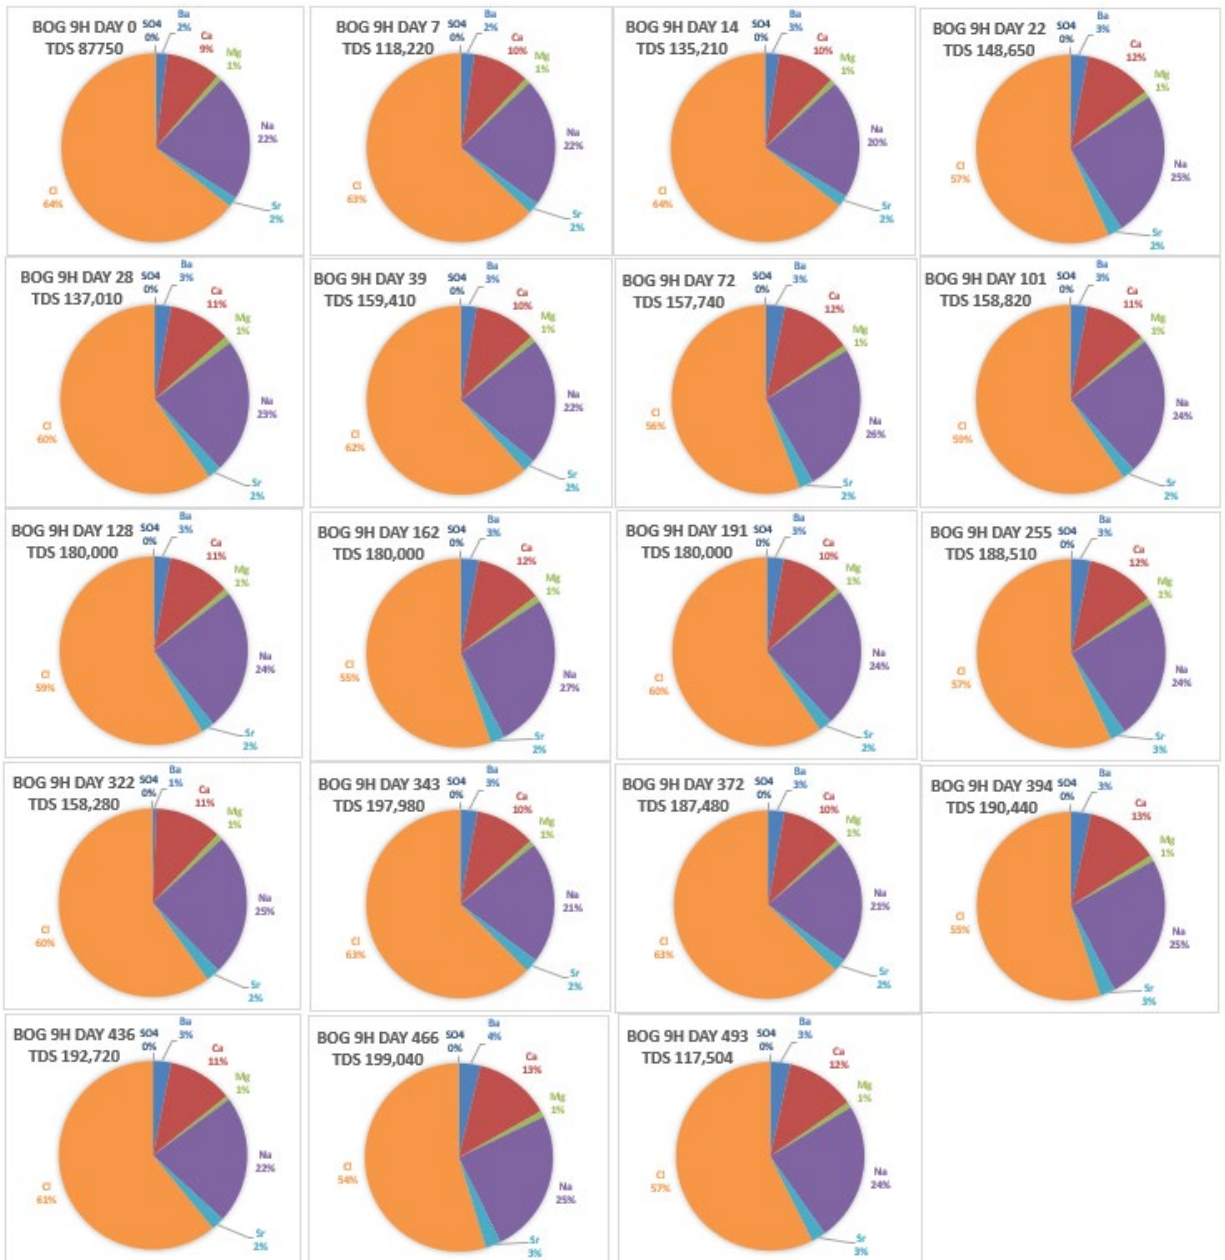 BOG 9H DAY 0
TDS 87750
SO4
0%
Ba
2%
Ca
9%
Mg
1%
Na
22%
Sr
2%
Cl
64%
BOG 9H DAY 7
TDS 118,220
SO4
0%
Ba
2%
Ca
10%
Mg
1%
Na
22%
Sr
2%
Cl
63%
BOG 9H DAY 14
TDS 135,210
SO4
0%
Ba
3%
Ca
10%
Mg
1%
Na
20%
Sr
2%
Cl
64%
BOG 9H DAY 22
TDS 148,650
SO4
0%
Ba
3%
Ca
12%
Mg
1%
Na
25%
Sr
2%
Cl
57%
BOG 9H DAY 28
TDS 137,010
SO4
0%
Ba
3%
Ca
11%
Mg
1%
Na
23%
Sr
2%
Cl
60%
BOG 9H DAY 39
TDS 159,410
SO4
0%
Ba
3%
Ca
10%
Mg
1%
Na
22%
Sr
2%
Cl
62%
BOG 9H DAY 72
TDS 157,740
SO4
0%
Ba
3%
Ca
12%
Mg
1%
Na
26%
Sr
2%
Cl
56%
BOG 9H DAY 101
TDS 158,820
SO4
0%
Ba
3%
Ca
11%
Mg
1%
Na
24%
Sr
2%
Cl
59%
BOG 9H DAY 128
TDS 180,000
SO4
0%
Ba
3%
Ca
11%
Mg
1%
Na
24%
Sr
2%
Cl
59%
BOG 9H DAY 162
TDS 180,000
SO4
0%
Ba
3%
Ca
12%
Mg
1%
Na
27%
Sr
2%
Cl
55%
BOG 9H DAY 191
TDS 180,000
SO4
0%
Ba
3%
Ca
10%
Mg
1%
Na
24%
Sr
2%
Cl
60%
BOG 9H DAY 255
TDS 188,510
SO4
0%
Ba
3%
Ca
12%
Mg
1%
Na
24%
Sr
3%
Cl
57%
BOG 9H DAY 322
TDS 158,280
SO4
0%
Ba
1%
Ca
11%
Mg
1%
Na
25%
Sr
2%
Cl
60%
BOG 9H DAY 343
TDS 197,980
SO4
0%
Ba
3%
Ca
10%
Mg
1%
Na
21%
Sr
2%
Cl
63%
BOG 9H DAY 372
TDS 187,480
SO4
0%
Ba
3%
Ca
10%
Mg
1%
Na
21%
Sr
2%
Cl
63%
BOG 9H DAY 394
TDS 190,440
SO4
0%
Ba
3%
Ca
13%
Mg
1%
Na
25%
Sr
3%
Cl
55%
BOG 9H DAY 436
TDS 192,720
SO4
0%
Ba
3%
Ca
11%
Mg
1%
Na
22%
Sr
2%
Cl
61%
BOG 9H DAY 466
TDS 199,040
SO4
0%
Ba
4%
Ca
13%
Mg
1%
Na
25%
Sr
3%
Cl
54%
BOG 9H DAY 493
TDS 117,504
SO4
0%
Ba
3%
Ca
12%
Mg
1%
Na
24%
Sr
3%
Cl
57%